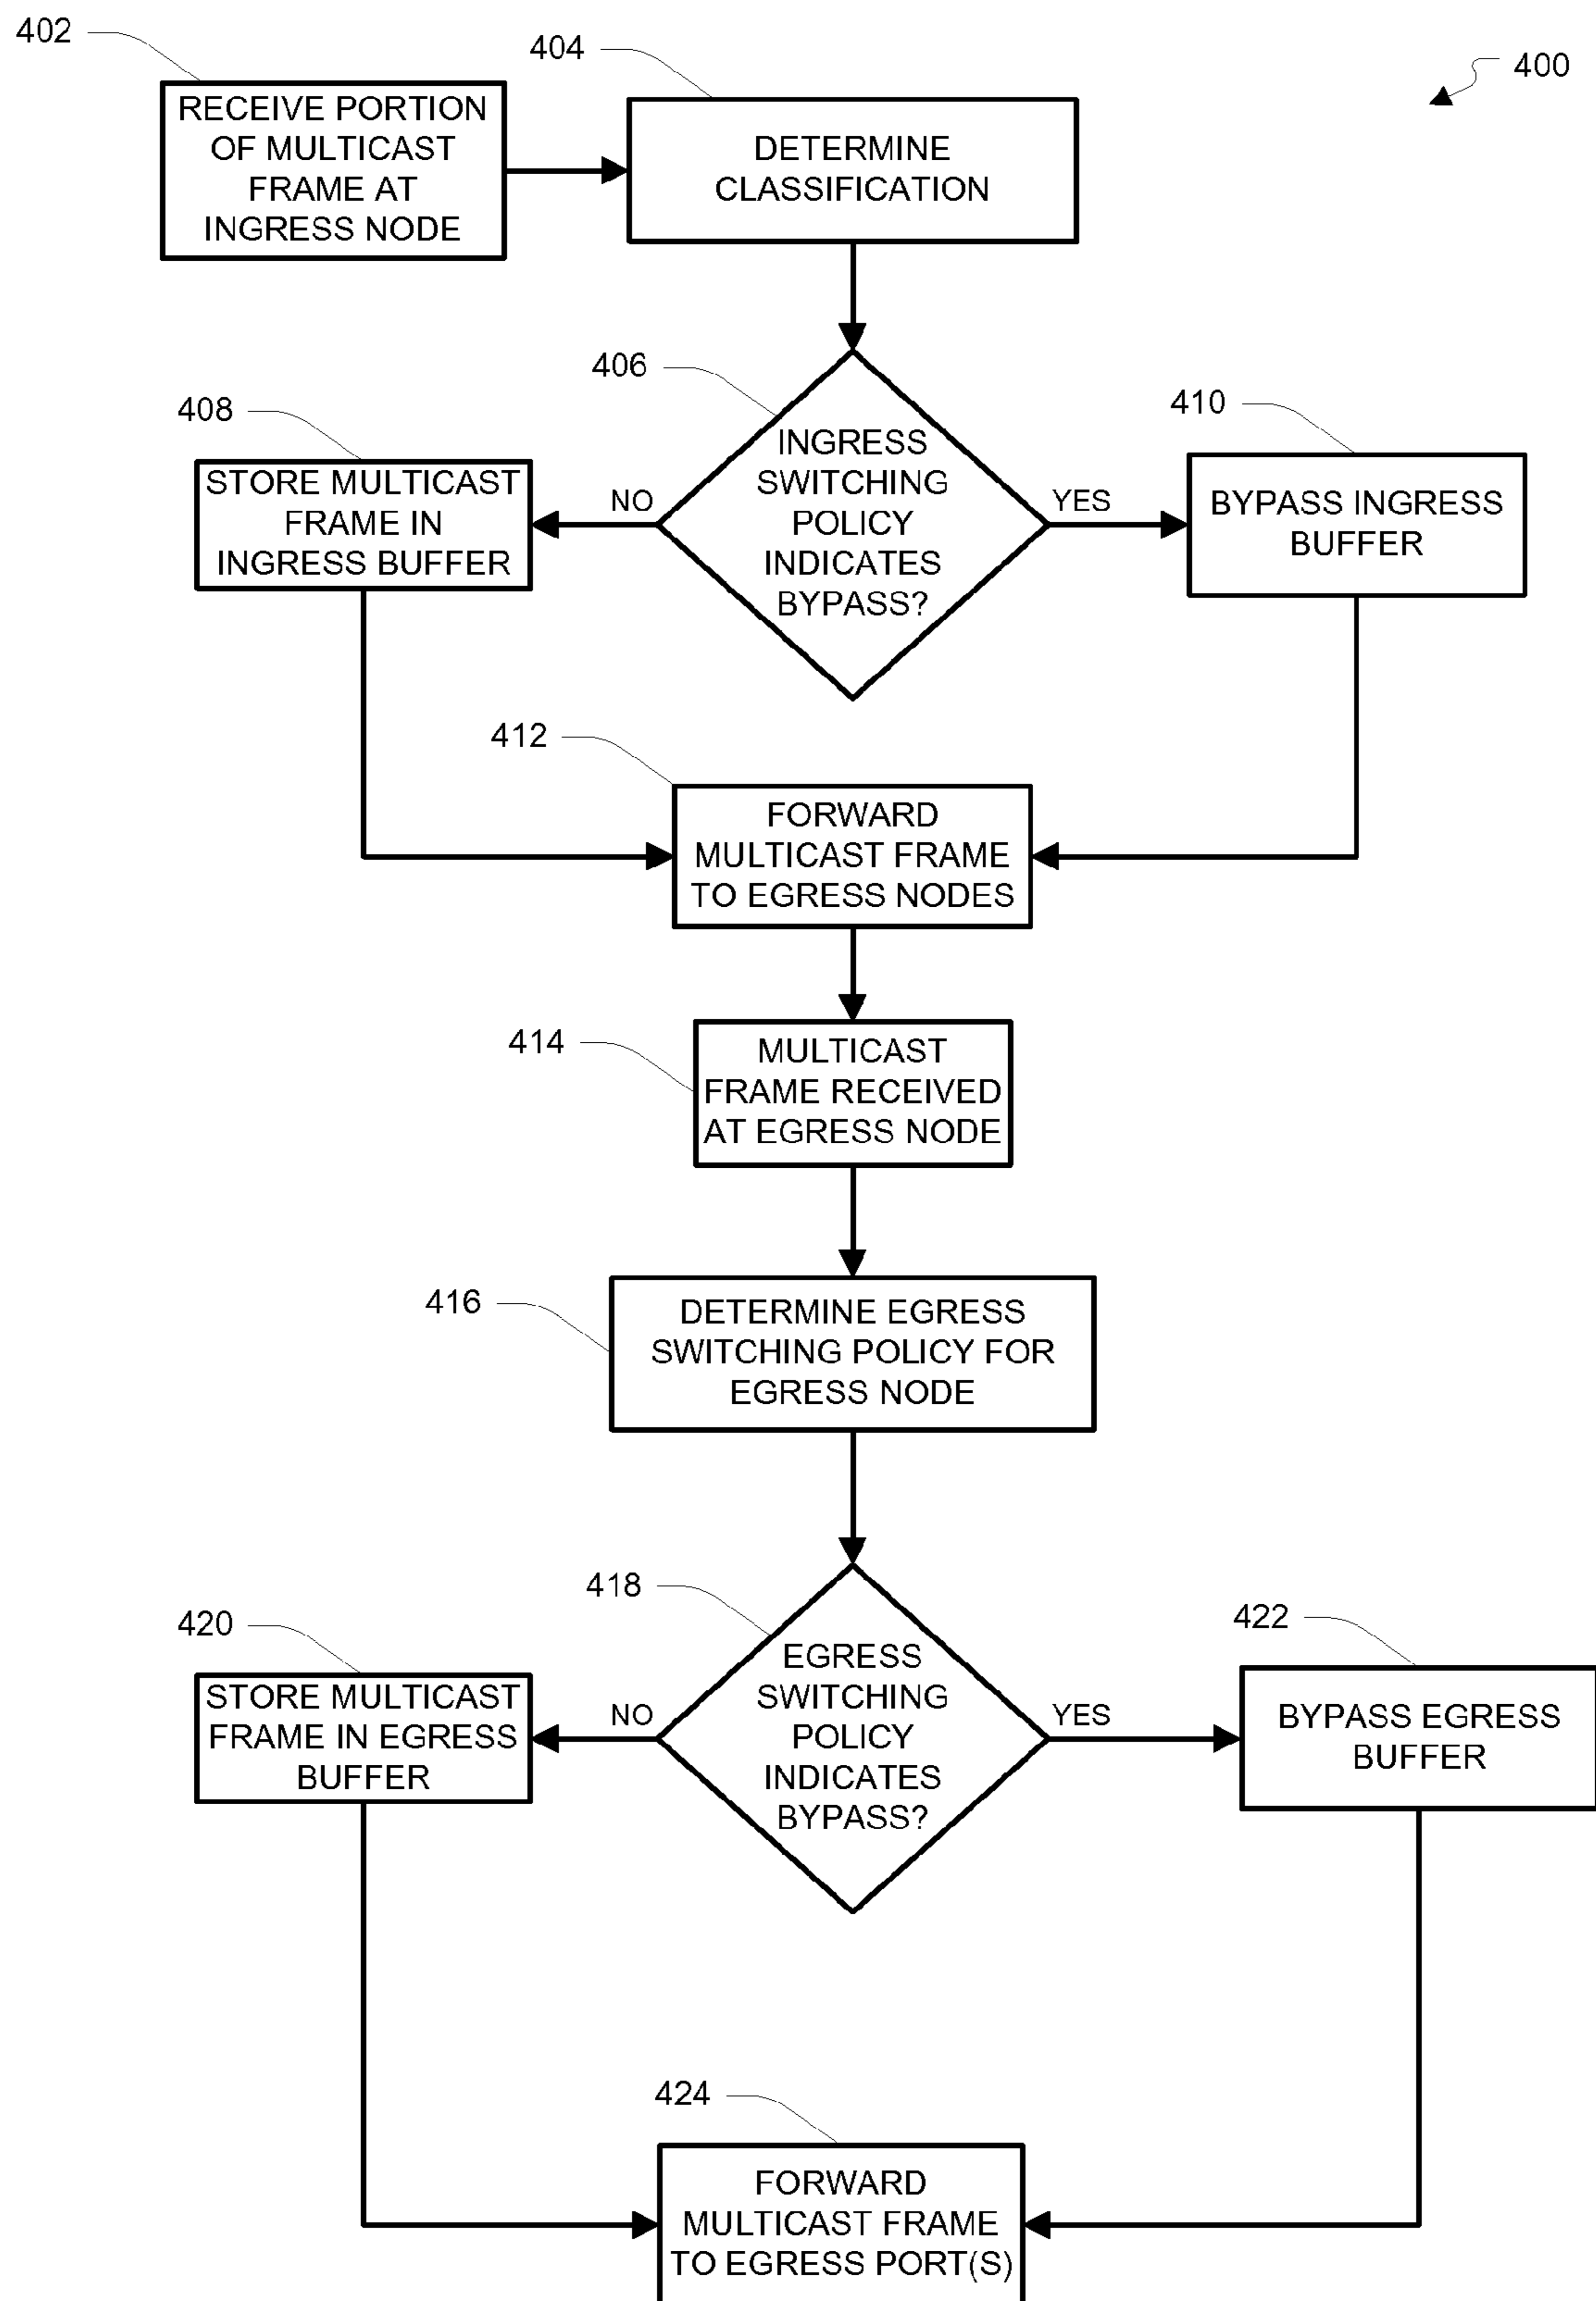 402
404
400
RECEIVE PORTION
OF MULTICAST
FRAME AT
INGRESS NODE
DETERMINE
CLASSIFICATION
406
408
410
INGRESS
SWITCHING
POLICY
INDICATES
BYPASS?
NO
YES
STORE MULTICAST
FRAME IN
INGRESS BUFFER
BYPASS INGRESS
BUFFER
412
FORWARD
MULTICAST FRAME
TO EGRESS NODES
414
MULTICAST
FRAME RECEIVED
AT EGRESS NODE
416
DETERMINE EGRESS
SWITCHING POLICY FOR
EGRESS NODE
418
420
422
EGRESS
SWITCHING
POLICY
INDICATES
BYPASS?
NO
YES
STORE MULTICAST
FRAME IN EGRESS
BUFFER
BYPASS EGRESS
BUFFER
424
FORWARD
MULTICAST FRAME
TO EGRESS PORT(S)